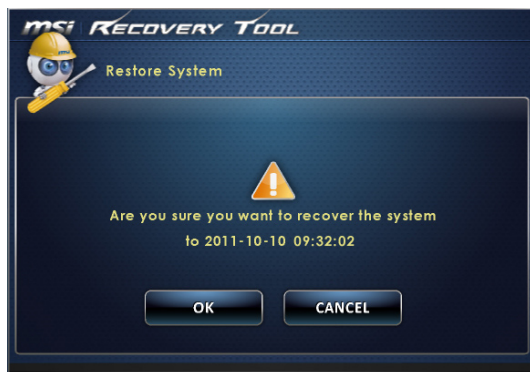 msi RECOVERY TOOL
Restore System
Are you sure you want to recover the system
to 2011-10-10 09:32:02
OK CANCEL